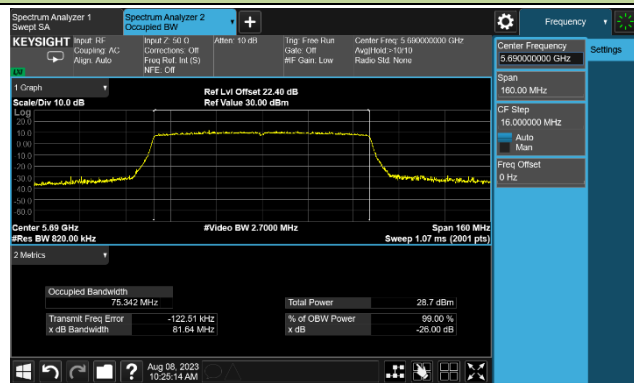 Spectrum Analyzer 1
Swept SA
Spectrum Analyzer 2
Occupied BW
Frequency
KEYSIGHT
Input: RF
Coupling: AC
Align: Auto
Input Z: 50 Ω
Corrections: Off
Freq Ref: Int (S)
NFE: Off
Atten: 10 dB
Trig: Free Run
Gate: Off
#IF Gain: Low
Center Freq: 5.690000000 GHz
Avg|Hold:>10/10
Radio Std: None
Center Frequency
5.690000000 GHz
Settings
Span
160.00 MHz
CF Step
16.000000 MHz
Auto
Man
Freq Offset
0 Hz
1 Graph
Scale/Div 10.0 dB
Ref Lvl Offset 22.40 dB
Ref Value 30.00 dBm
Log
20.0
10.0
0.00
-10.0
-20.0
-30.0
-40.0
-50.0
-60.0
Center 5.69 GHz
#Res BW 820.00 kHz
#Video BW 2.7000 MHz
Span 160 MHz
Sweep 1.07 ms (2001 pts)
2 Metrics
Occupied Bandwidth
75.342 MHz
Total Power 28.7 dBm
Transmit Freq Error -122.51 kHz
% of OBW Power 99.00 %
x dB Bandwidth 81.64 MHz
x dB -26.00 dB
?
Aug 08, 2023
10:25:14 AM